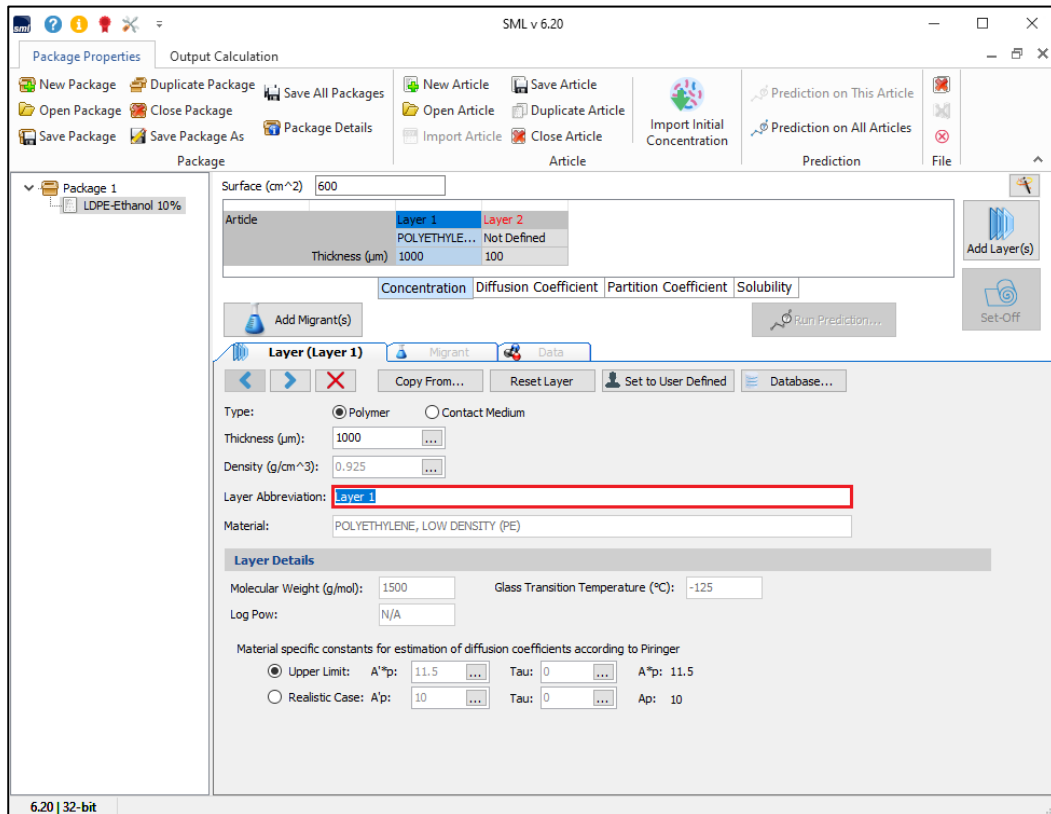 sml
SML v 6.20
Package Properties Output Calculation
New Package Duplicate Package Save All Packages New Article Save Article Import Initial Concentration Prediction on This Article
Open Package Close Package Open Article Duplicate Article
Save Package Save Package As Package Details Import Article Close Article Prediction on All Articles
Package Article Prediction File
Package 1
LDPE-Ethanol 10%
Surface (cm^2) 600
Article Layer 1 Layer 2
POLYETHYLE... Not Defined
Thickness (µm) 1000 100
Add Layer(s)
Concentration Diffusion Coefficient Partition Coefficient Solubility
Add Migrant(s) Run Prediction... Set-Off
Layer (Layer 1) Migrant Data
Copy From... Reset Layer Set to User Defined Database...
Type: Polymer Contact Medium
Thickness (µm): 1000 ...
Density (g/cm^3): 0.925 ...
Layer Abbreviation: Layer 1
Material: POLYETHYLENE, LOW DENSITY (PE)
Layer Details
Molecular Weight (g/mol): 1500 Glass Transition Temperature (°C): -125
Log Pow: N/A
Material specific constants for estimation of diffusion coefficients according to Piringer
Upper Limit: A'*p: 11.5 ... Tau: 0 ... A*p: 11.5
Realistic Case: A'p: 10 ... Tau: 0 ... Ap: 10
6.20 | 32-bit